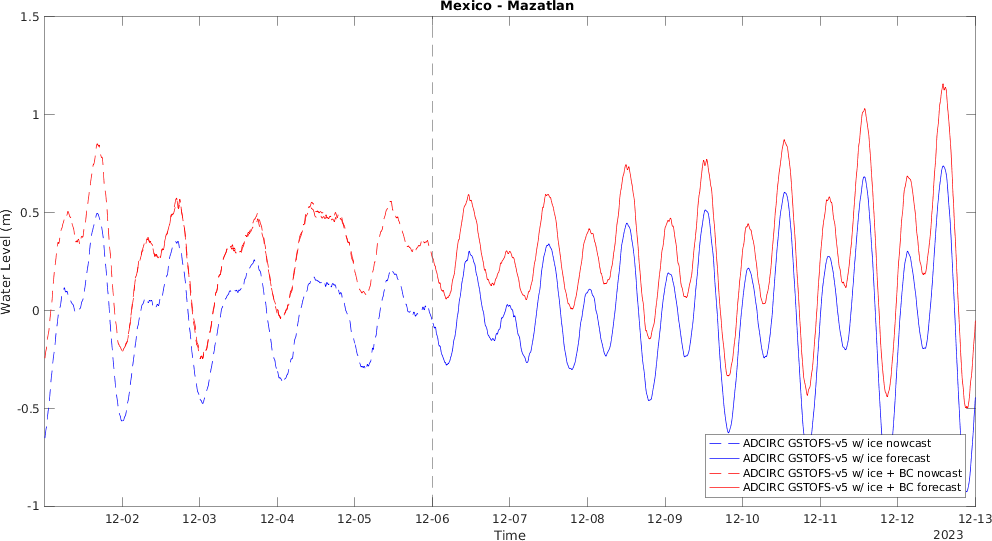 Mexico - Mazatlan
Water Level (m)
1.5
1
0.5
0
-0.5
-1
12-02
12-03
12-04
12-05
12-06
12-07
12-08
12-09
12-10
12-11
12-12
12-13
Time
2023
ADCIRC GSTOFS-v5 w/ ice nowcast
ADCIRC GSTOFS-v5 w/ ice forecast
ADCIRC GSTOFS-v5 w/ ice + BC nowcast
ADCIRC GSTOFS-v5 w/ ice + BC forecast